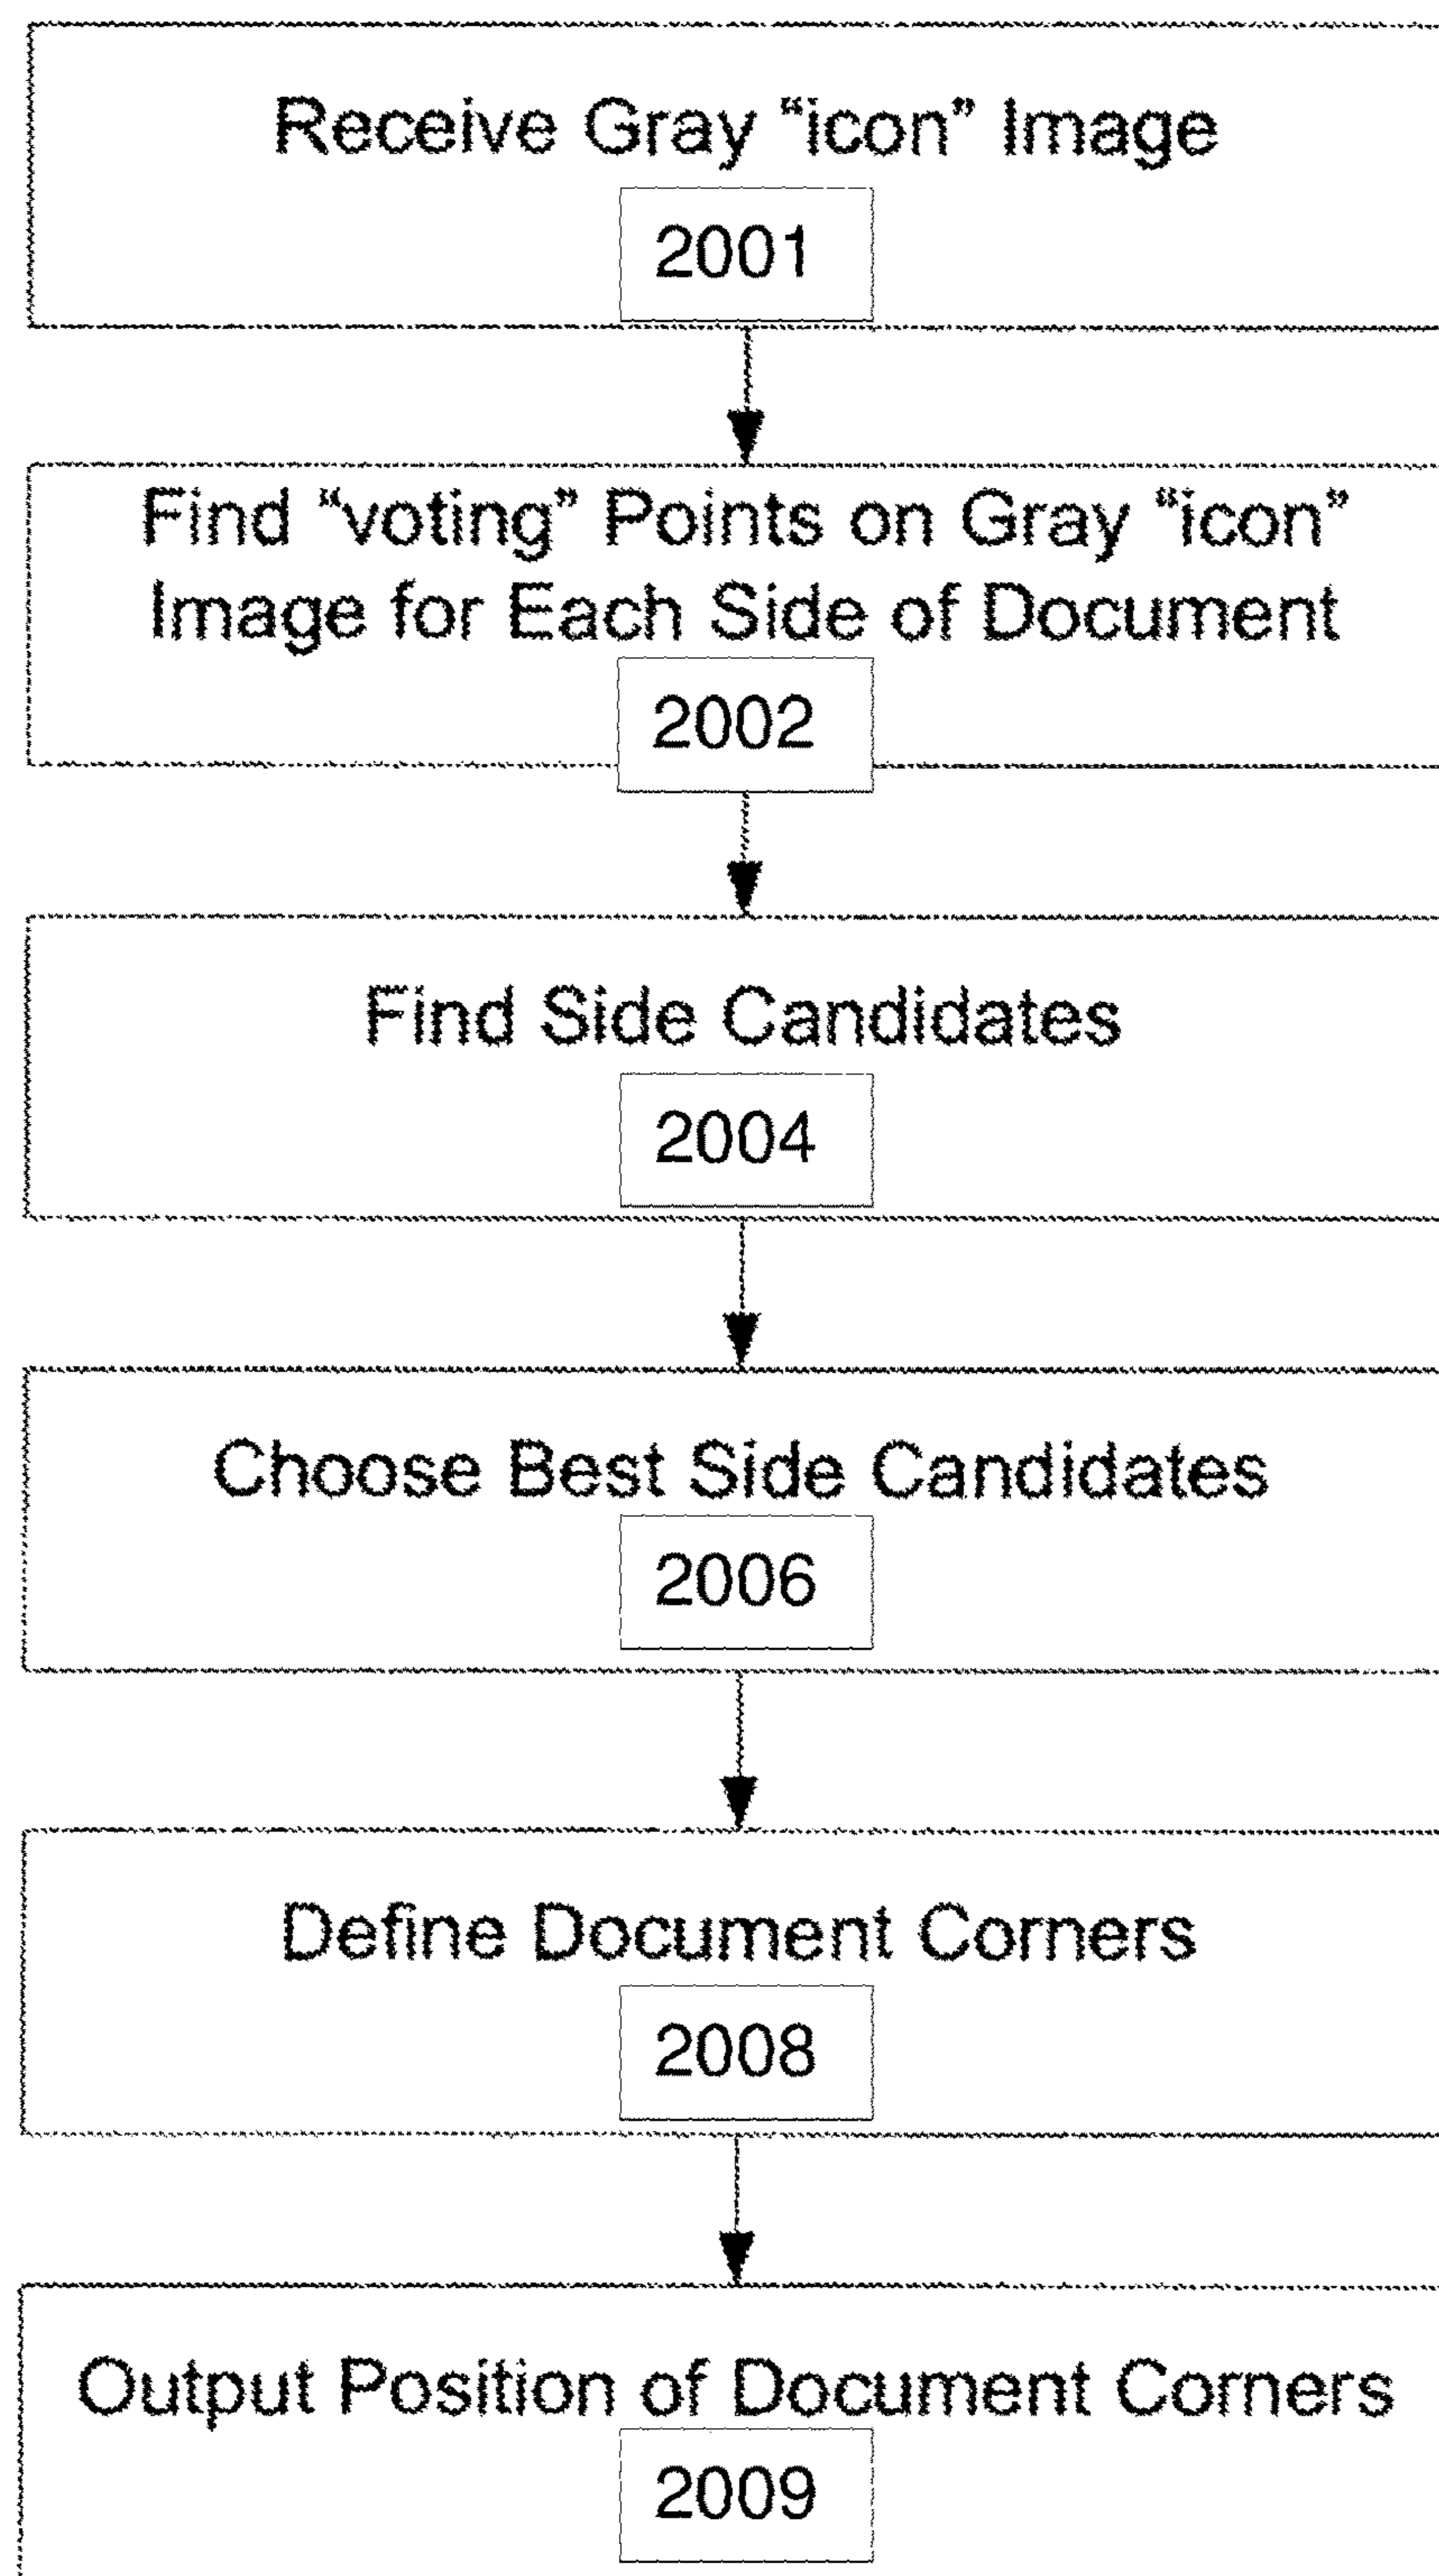 Receive Gray “icon” Image
2001
Find “voting” Points on Gray “icon”
Image for Each Side of Document
2002
Find Side Candidates
2004
Choose Best Side Candidates
2006
Define Document Corners
2008
Output Position of Document Corners
2009